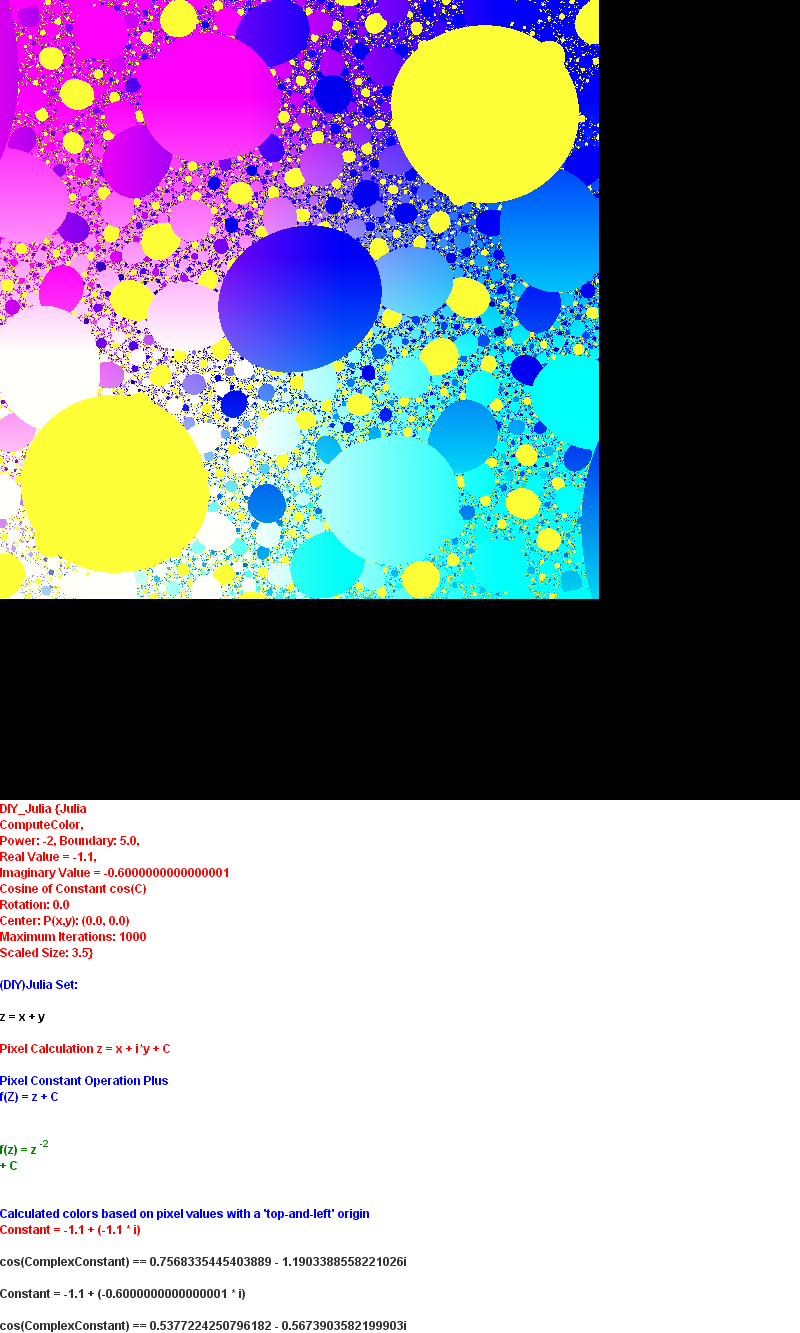 DIY_Julia {Julia
ComputeColor,
Power: -2, Boundary: 5.0,
Real Value = -1.1,
Imaginary Value = -0.6000000000000001
Cosine of Constant cos(C)
Rotation: 0.0
Center: P(x,y): (0.0, 0.0)
Maximum Iterations: 1000
Scaled Size: 3.5}
(DIY)Julia Set:
z = x + y
Pixel Calculation z = x + i*y + C
Pixel Constant Operation Plus
f(Z) = z + C
f(z) = z -2
+ C
Calculated colors based on pixel values with a 'top-and-left' origin
Constant = -1.1 + (-1.1 * i)
cos(ComplexConstant) == 0.7568335445403889 - 1.1903388558221026i
Constant = -1.1 + (-0.6000000000000001 * i)
cos(ComplexConstant) == 0.5377224250796182 - 0.5673903582199903i